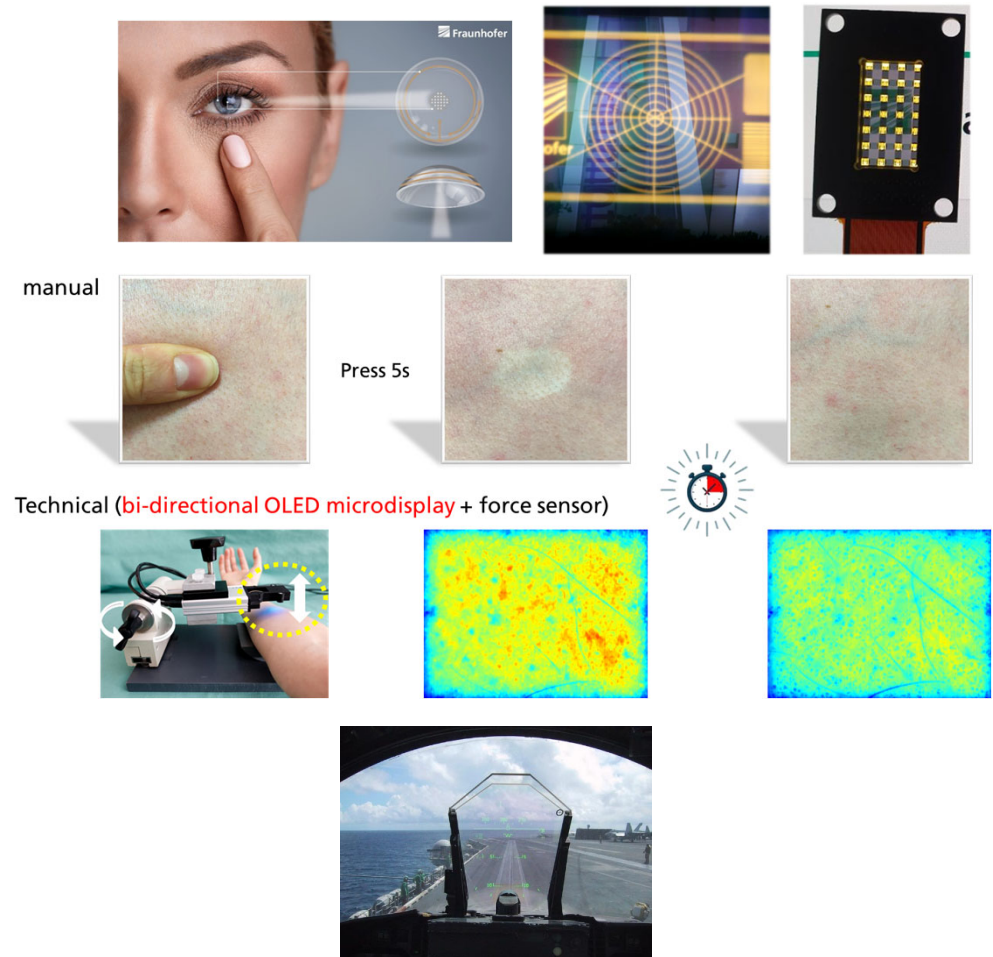 Fraunhofer
manual
Press 5s
Technical (bi-directional OLED microdisplay + force sensor)